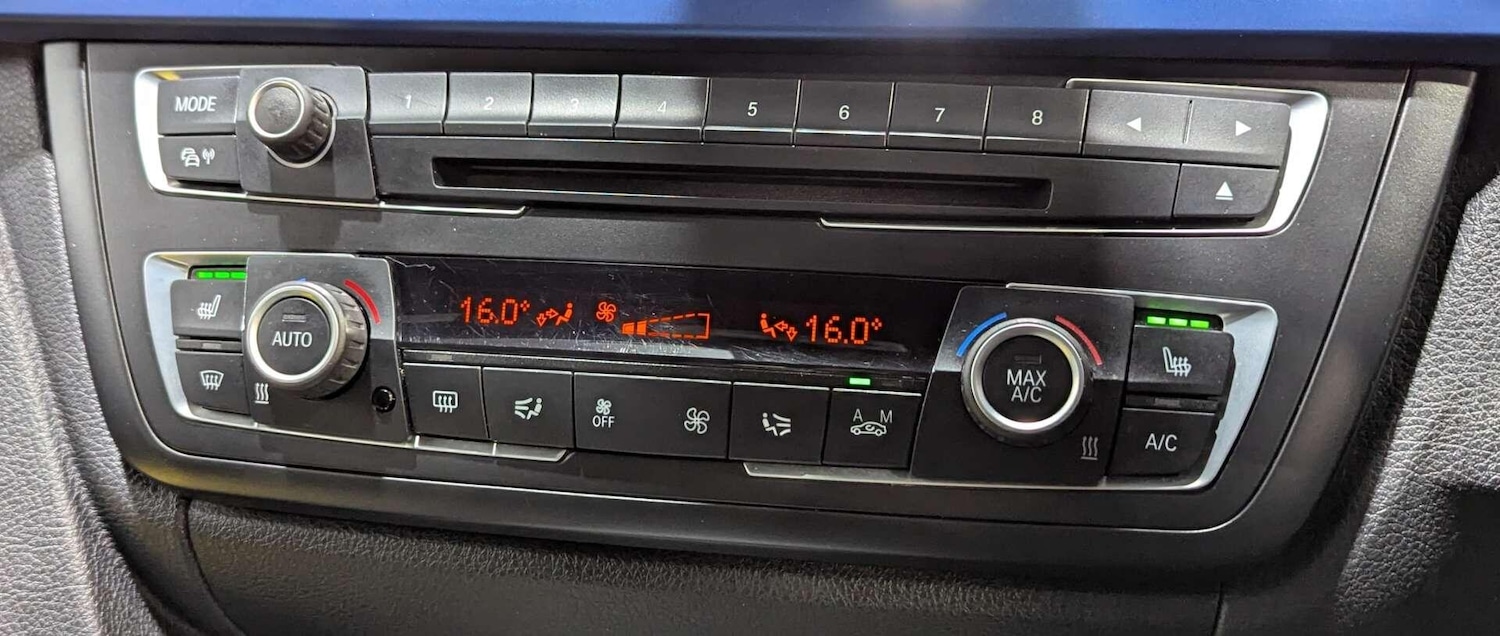 MODE 1 2 3 4 5 6 7 8
16.0° 16.0°
AUTO
MAX
A/C
OFF
A M
A/C